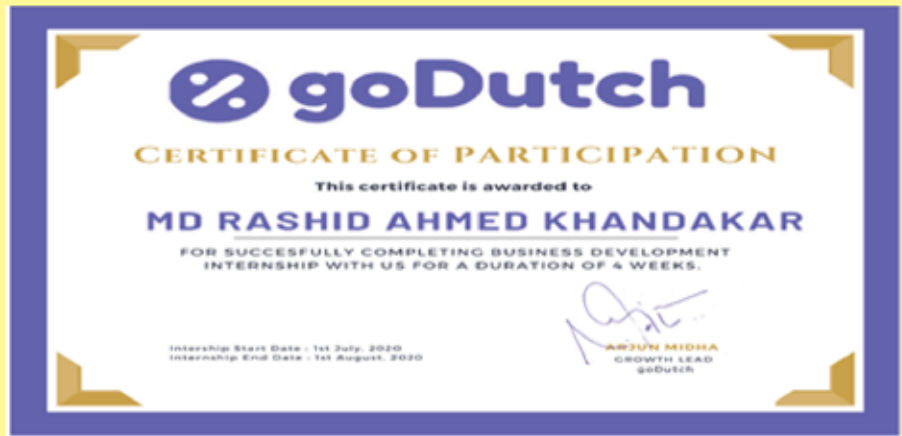 goDutch
CERTIFICATE OF PARTICIPATION
This certificate is awarded to
MD RASHID AHMED KHANDAKAR
FOR SUCCESFULLY COMPLETING BUSINESS DEVELOPMENT
INTERNSHIP WITH US FOR A DURATION OF 4 WEEKS.
Intership Start Date : 1st July, 2020
Internship End Date : 1st August, 2020
ARJUN MIDHA
GROWTH LEAD
goDutch